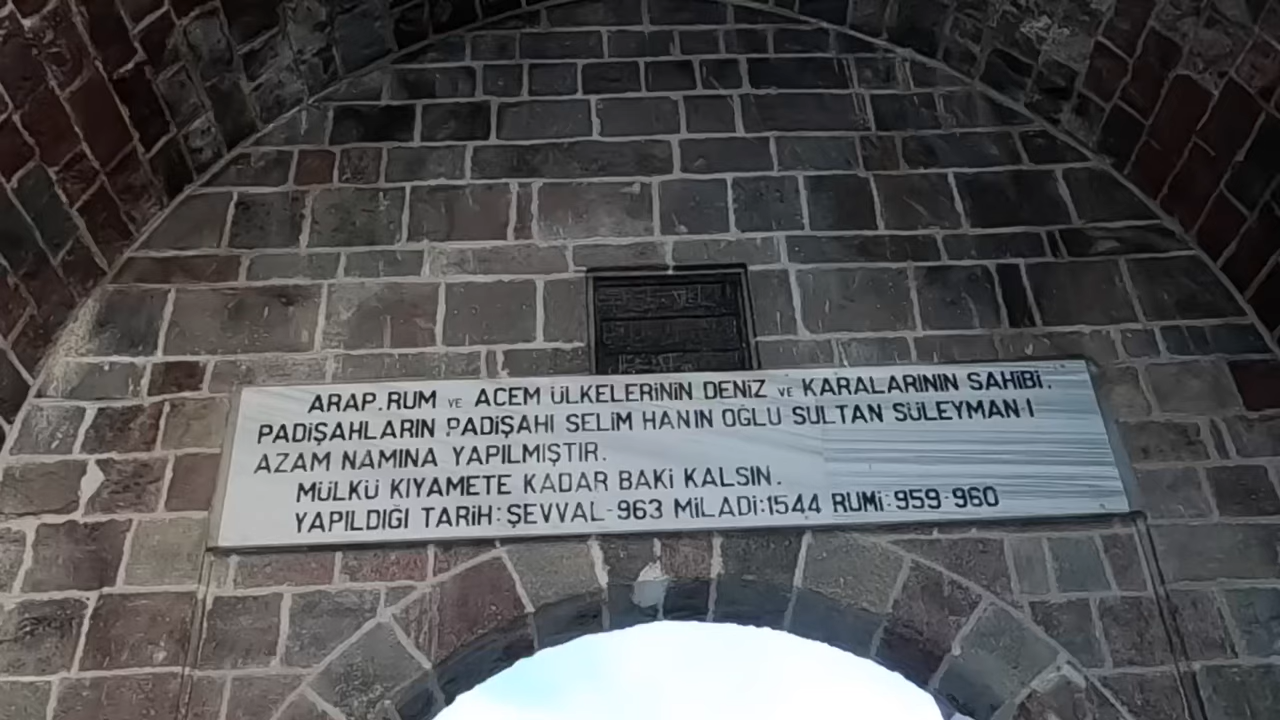 ARAP.RUM VE ACEM ÜLKELERİNİN DENİZ VE KARALARININ SAHİBİ.
PADİŞAHLARIN PADİŞAHI SELİM HANIN OĞLU SULTAN SÜLEYMAN·I
AZAM NAMINA YAPILMIŞTIR.
MÜLKÜ KIYAMETE KADAR BAKİ KALSIN.
YAPILDIĞI TARİH:ŞEVVAL-963 MİLADİ:1544 RUMİ:959-960